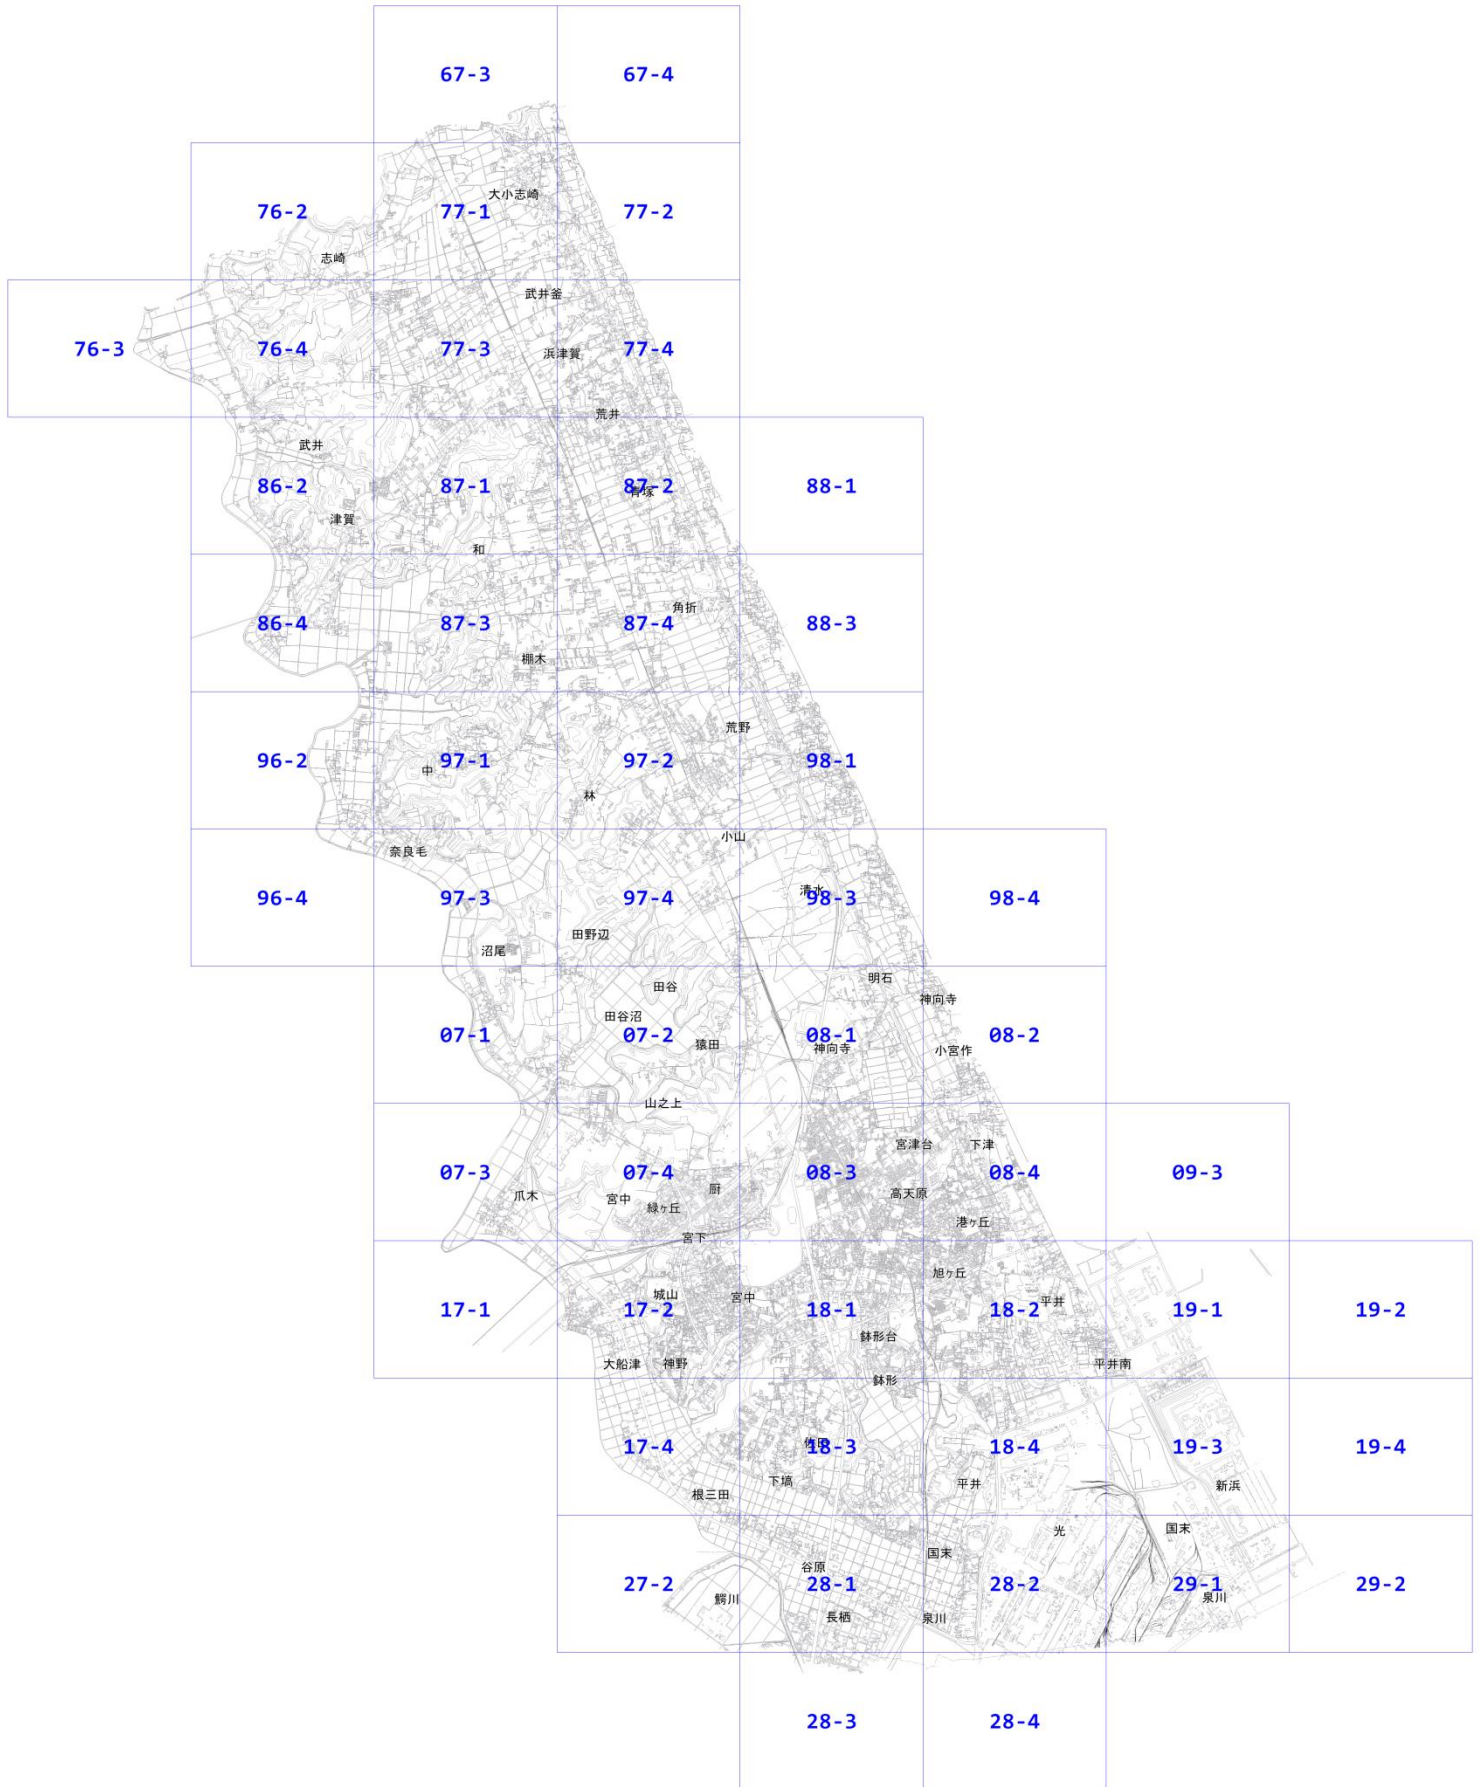 67-3 67-4
大小志崎
76-2 77-1 77-2
志崎
武井釜
76-3 76-4 77-3 浜津賀 77-4
荒井
武井
86-2 87-1 87-2 88-1
青塚
津賀
和
角折
86-4 87-3 87-4 88-3
棚木
荒野
96-2 97-1 97-2 98-1
中
林
小山
奈良毛
清水
96-4 97-3 97-4 98-3 98-4
田野辺
沼尾
明石
田谷
神向寺
田谷沼
07-1 07-2 08-1 08-2
猿田 神向寺 小宮作
山之上
宮津台 下津
07-3 07-4 08-3 08-4 09-3
厨 高天原
爪木 宮中
緑ヶ丘
港ヶ丘
宮下
旭ヶ丘
城山 宮中 平井
17-1 17-2 18-1 18-2 19-1 19-2
鉢形台
大船津 神野 平井南
鉢形
佐田
17-4 18-3 18-4 19-3 19-4
下塙 平井 新浜
根三田
光 国末
国末
谷原
27-2 28-1 28-2 29-1 29-2
鰐川 泉川
長栖 泉川
28-3 28-4